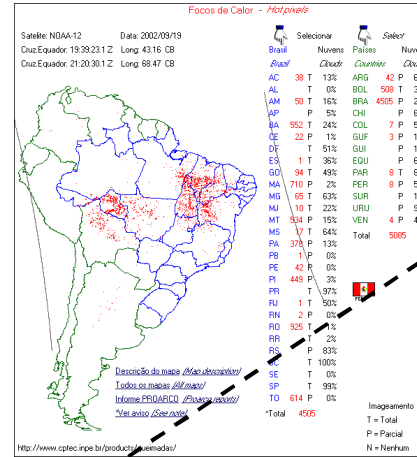 Focos de Calor - Hot pixels
Satelite: NOAA-12 Data: 2002/09/19
Cruz.Equador: 19:39:23.1 Z Long: 43.16 CB
Cruz.Equador: 21:20:30.1 Z Long: 68.47 CB
Selecionar
Brasil Nuvens Países
Brazil Clouds Countries
AC 38 T 13% ARG 42 P
AL T 0% BOL 508 T
AM 50 T 16% BRA 4505 P
AP P 5% CHI P
BA 552 T 24% COL 7 P
CE 22 P 1% GUF 3 P
DF T 51% GUI P
ES 1 T 36% EQU P
GO 94 T 49% PAR 8 T
MA 710 P 2% PER 8 P
MG 65 T 63% SUR P
MJ 10 T 22% URU P
MT 534 P 15% VEN 4 P
MS 17 T 64% Total 5085
PA 378 P 13%
PB 1 P 0%
PE 42 P 0%
PI 449 P 3%
PR T 97%
RJ 1 T 50%
RN 2 P 0%
RO 925 T 1%
RR T 2%
RS P 83%
T 100%
SE T 0%
SP T 99%
TO 614 P 0%
*Total 4505
Descrição do mapa (Map description)
Todos os mapas (All maps)
Informe PROARCO (Proarco reports)
*Ver aviso (See note)
Imageamento
T = Total
P = Parcial
N = Nenhum
http://www.cptec.inpe.br/products/queimadas/